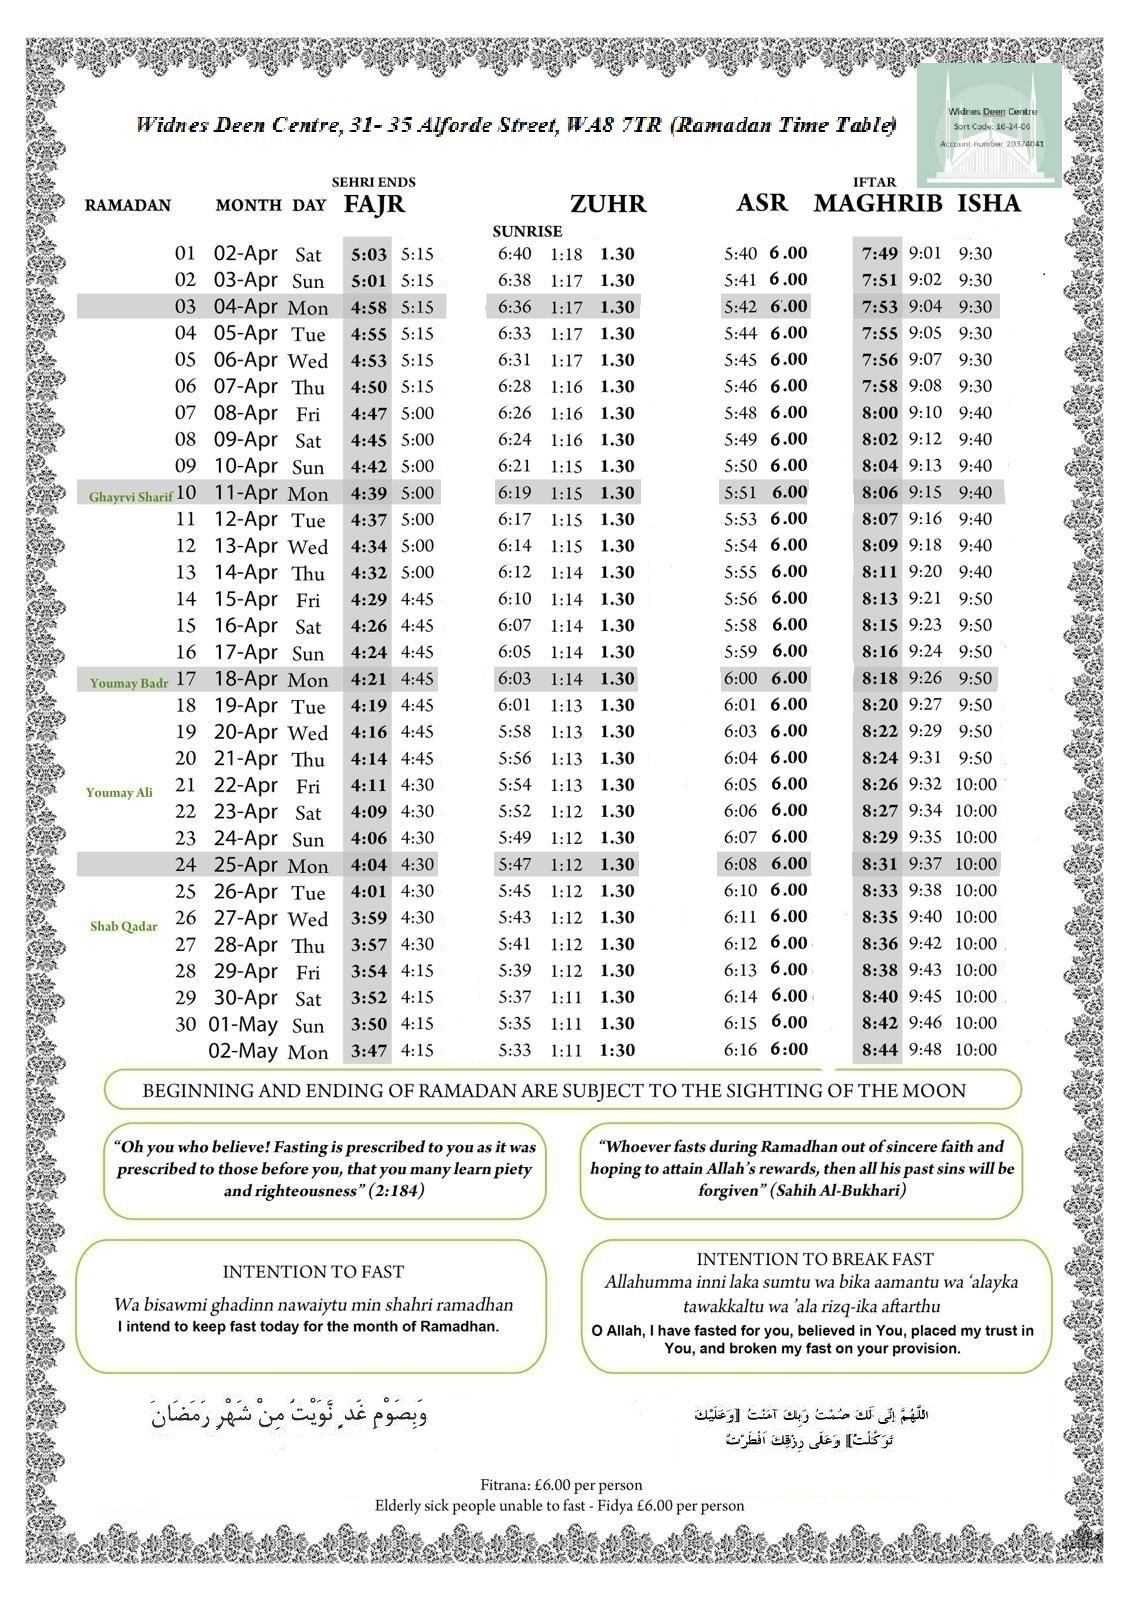 Widnes Deen Centre, 31- 35 Alforde Street, WA8 7TR (Ramadan Time Table)
Widnes Deen Centre
Sort Code: 16-24-06
Account number 20374041
SEHRI ENDS IFTAR
RAMADAN MONTH DAY FAJR ZUHR ASR MAGHRIB ISHA
SUNRISE
01 02-Apr Sat 5:03 5:15 6:40 1:18 1.30 5:40 6.00 7:49 9:01 9:30
02 03-Apr Sun 5:01 5:15 6:38 1:17 1.30 5:41 6.00 7:51 9:02 9:30
03 04-Apr Mon 4:58 5:15 6:36 1:17 1.30 5:42 6.00 7:53 9:04 9:30
04 05-Apr Tue 4:55 5:15 6:33 1:17 1.30 5:44 6.00 7:55 9:05 9:30
05 06-Apr Wed 4:53 5:15 6:31 1:17 1.30 5:45 6.00 7:56 9:07 9:30
06 07-Apr Thu 4:50 5:15 6:28 1:16 1.30 5:46 6.00 7:58 9:08 9:30
07 08-Apr Fri 4:47 5:00 6:26 1:16 1.30 5:48 6.00 8:00 9:10 9:40
08 09-Apr Sat 4:45 5:00 6:24 1:16 1.30 5:49 6.00 8:02 9:12 9:40
09 10-Apr Sun 4:42 5:00 6:21 1:15 1.30 5:50 6.00 8:04 9:13 9:40
Ghayrvi Sharif 10 11-Apr Mon 4:39 5:00 6:19 1:15 1.30 5:51 6.00 8:06 9:15 9:40
11 12-Apr Tue 4:37 5:00 6:17 1:15 1.30 5:53 6.00 8:07 9:16 9:40
12 13-Apr Wed 4:34 5:00 6:14 1:15 1.30 5:54 6.00 8:09 9:18 9:40
13 14-Apr Thu 4:32 5:00 6:12 1:14 1.30 5:55 6.00 8:11 9:20 9:40
14 15-Apr Fri 4:29 4:45 6:10 1:14 1.30 5:56 6.00 8:13 9:21 9:50
15 16-Apr Sat 4:26 4:45 6:07 1:14 1.30 5:58 6.00 8:15 9:23 9:50
16 17-Apr Sun 4:24 4:45 6:05 1:14 1.30 5:59 6.00 8:16 9:24 9:50
Youmay Badr 17 18-Apr Mon 4:21 4:45 6:03 1:14 1.30 6:00 6.00 8:18 9:26 9:50
18 19-Apr Tue 4:19 4:45 6:01 1:13 1.30 6:01 6.00 8:20 9:27 9:50
19 20-Apr Wed 4:16 4:45 5:58 1:13 1.30 6:03 6.00 8:22 9:29 9:50
20 21-Apr Thu 4:14 4:45 5:56 1:13 1.30 6:04 6.00 8:24 9:31 9:50
Youmay Ali 21 22-Apr Fri 4:11 4:30 5:54 1:13 1.30 6:05 6.00 8:26 9:32 10:00
22 23-Apr Sat 4:09 4:30 5:52 1:12 1.30 6:06 6.00 8:27 9:34 10:00
23 24-Apr Sun 4:06 4:30 5:49 1:12 1.30 6:07 6.00 8:29 9:35 10:00
24 25-Apr Mon 4:04 4:30 5:47 1:12 1.30 6:08 6.00 8:31 9:37 10:00
25 26-Apr Tue 4:01 4:30 5:45 1:12 1.30 6:10 6.00 8:33 9:38 10:00
Shab Qadar 26 27-Apr Wed 3:59 4:30 5:43 1:12 1.30 6:11 6.00 8:35 9:40 10:00
27 28-Apr Thu 3:57 4:30 5:41 1:12 1.30 6:12 6.00 8:36 9:42 10:00
28 29-Apr Fri 3:54 4:15 5:39 1:12 1.30 6:13 6.00 8:38 9:43 10:00
29 30-Apr Sat 3:52 4:15 5:37 1:11 1.30 6:14 6.00 8:40 9:45 10:00
30 01-May Sun 3:50 4:15 5:35 1:11 1.30 6:15 6.00 8:42 9:46 10:00
02-May Mon 3:47 4:15 5:33 1:11 1:30 6:16 6:00 8:44 9:48 10:00
BEGINNING AND ENDING OF RAMADAN ARE SUBJECT TO THE SIGHTING OF THE MOON
“Oh you who believe! Fasting is prescribed to you as it was
prescribed to those before you, that you many learn piety
and righteousness” (2:184)
“Whoever fasts during Ramadhan out of sincere faith and
hoping to attain Allah’s rewards, then all his past sins will be
forgiven” (Sahih Al-Bukhari)
INTENTION TO FAST
Wa bisawmi ghadinn nawaiytu min shahri ramadhan
I intend to keep fast today for the month of Ramadhan.
INTENTION TO BREAK FAST
Allahumma inni laka sumtu wa bika aamantu wa ‘alayka
tawakkaltu wa ’ala rizq-ika aftarthu
O Allah, I have fasted for you, believed in You, placed my trust in
You, and broken my fast on your provision.
وَبِصَوْمِ غَدٍ نَّوَيْتُ مِنْ شَهْرِ رَمَضَانَ
اللَّهُمَّ اِنِّى لَكَ صُمْتُ وَبِكَ آمَنْتُ [وَعَلَيْكَ
تَوَكَّلْتُ] وَعَلَى رِزْقِكَ اَفْطَرْتُ
Fitrana: £6.00 per person
Elderly sick people unable to fast - Fidya £6.00 per person